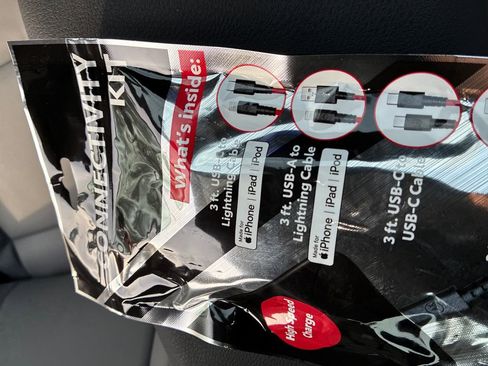 CONNECTIVITY
KIT
What's inside:
3 ft. USB-C to
Lightning Cable
Made for
iPhone | iPad | iPod
3 ft. USB-A to
Lightning Cable
Made for
iPhone | iPad | iPod
3 ft. USB-C to
USB-C Cable
High Speed
Charge